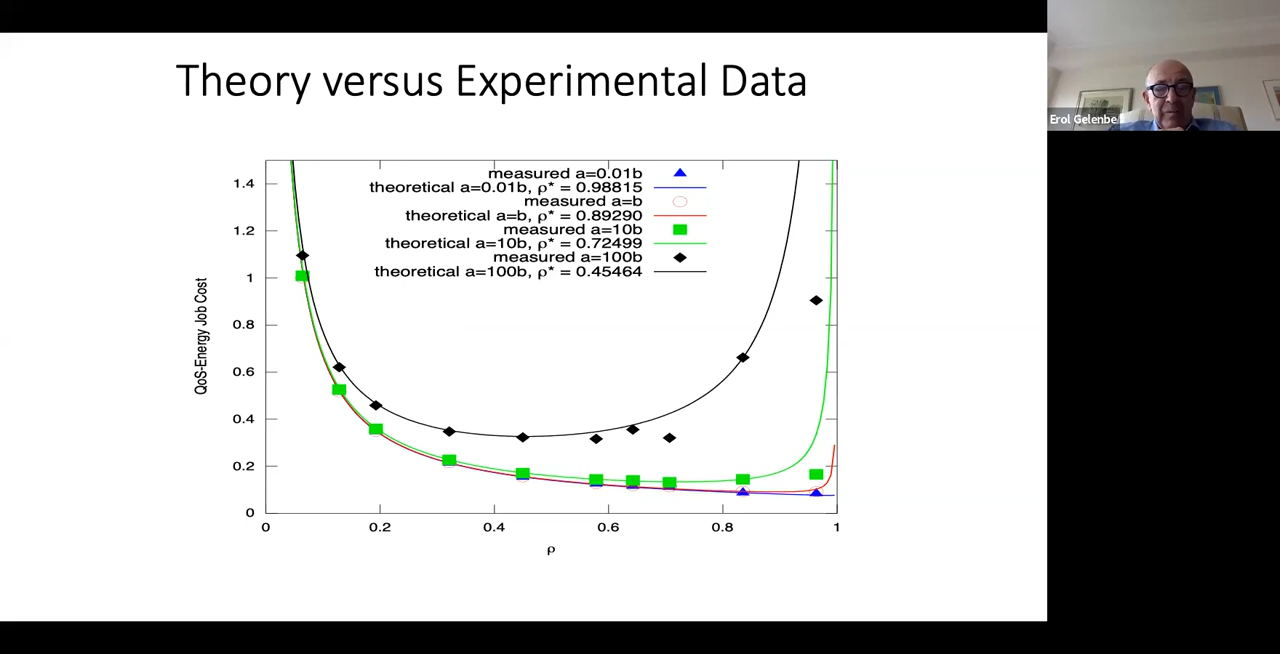 Theory versus Experimental Data
Erol Gelenbe
measured a=0.01b
theoretical a=0.01b, ρ* = 0.98815
measured a=b
theoretical a=b, ρ* = 0.89290
measured a=10b
theoretical a=10b, ρ* = 0.72499
measured a=100b
theoretical a=100b, ρ* = 0.45464
QoS-Energy Job Cost
1.4
1.2
1
0.8
0.6
0.4
0.2
0
0 0.2 0.4 0.6 0.8 1
ρ